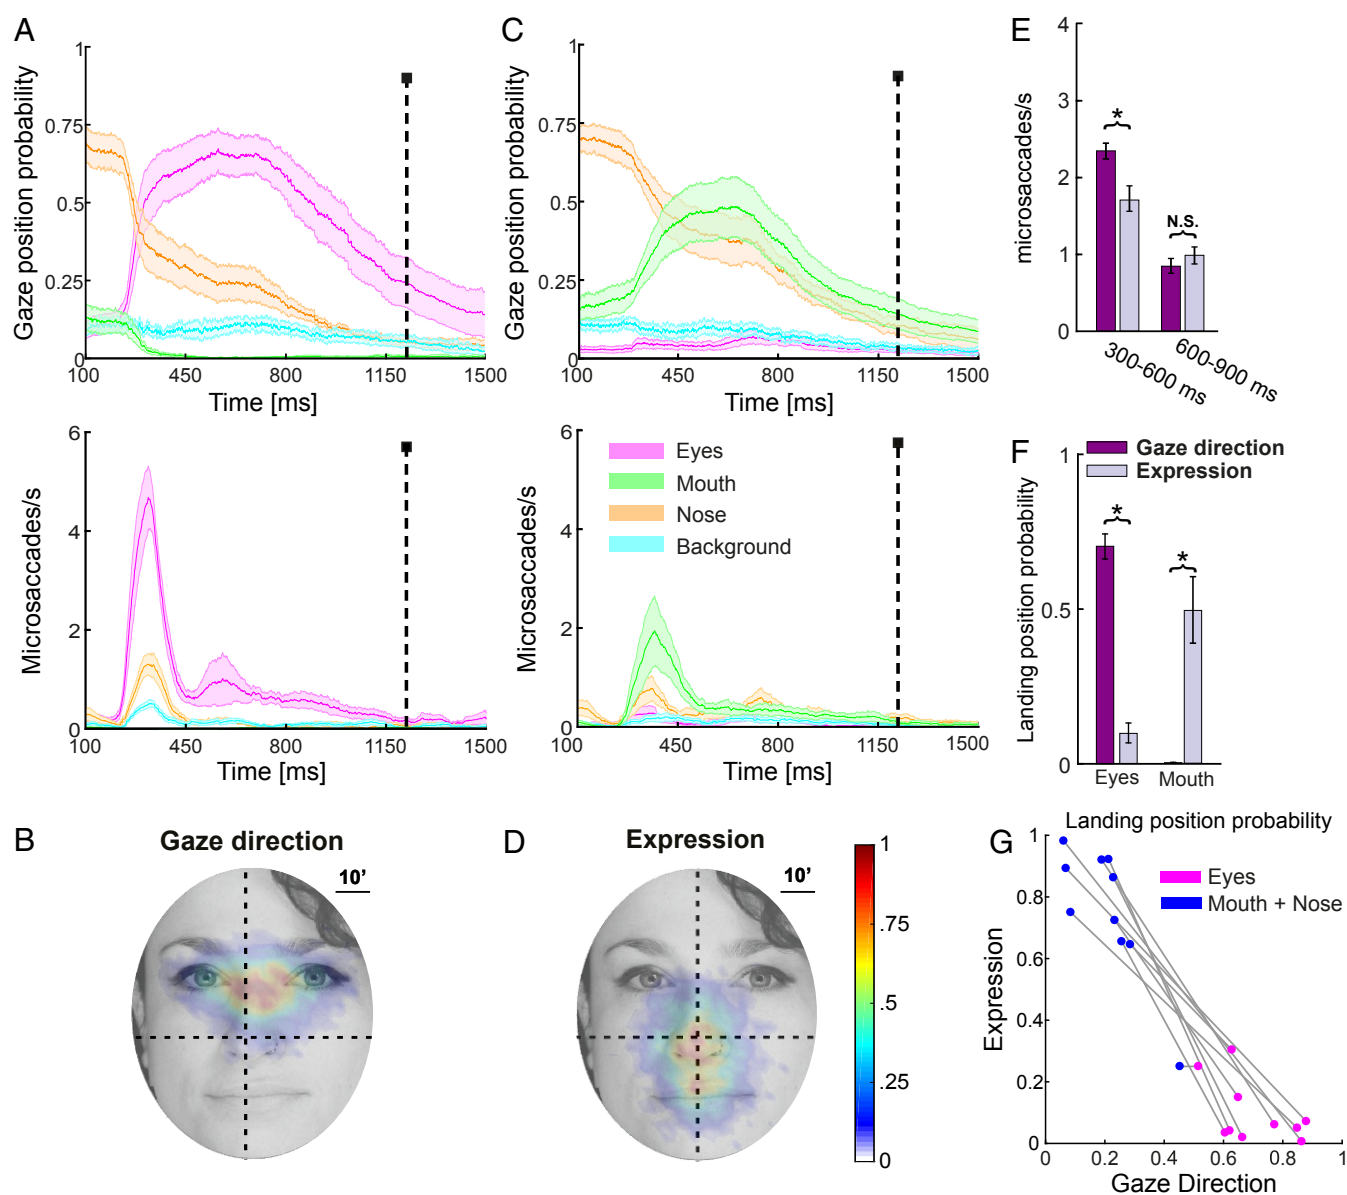 A
1
0.75
0.5
0.25
0
Gaze position probability
100 450 800 1150 1500
Time [ms]
6
4
2
0
Microsaccades/s
100 450 800 1150 1500
Time [ms]
C
1
0.75
0.5
0.25
0
Gaze position probability
100 450 800 1150 1500
Time [ms]
6
4
2
0
Microsaccades/s
Eyes
Mouth
Nose
Background
100 450 800 1150 1500
Time [ms]
E
4
3
2
1
0
microsaccades/s
*
N.S.
300-600 ms
600-900 ms
F
Gaze direction
Expression
1
0.5
0
Landing position probability
*
*
Eyes Mouth
B
Gaze direction
10’
D
Expression
10’
1
.75
.5
.25
0
G
Landing position probability
Eyes
Mouth + Nose
1
0.8
0.6
0.4
0.2
0
Expression
0 0.2 0.4 0.6 0.8 1
Gaze Direction